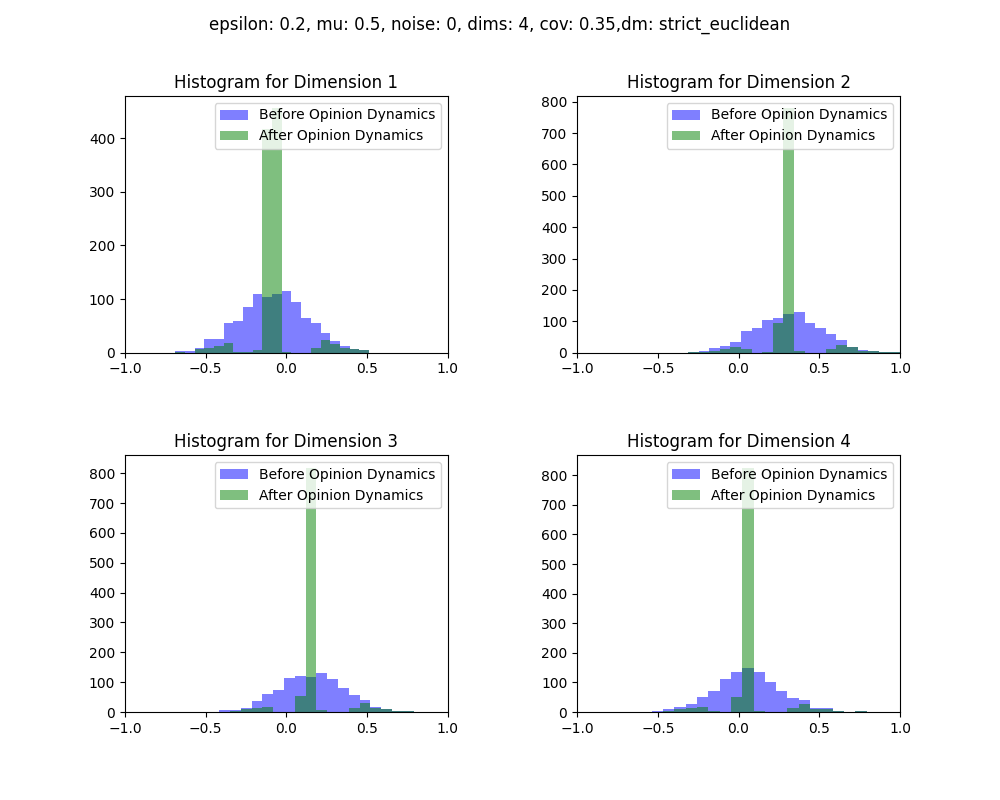 epsilon: 0.2, mu: 0.5, noise: 0, dims: 4, cov: 0.35,dm: strict_euclidean
Histogram for Dimension 1
Before Opinion Dynamics
After Opinion Dynamics
400
300
200
100
0
−1.0 −0.5 0.0 0.5 1.0
Histogram for Dimension 2
Before Opinion Dynamics
After Opinion Dynamics
800
700
600
500
400
300
200
100
0
−1.0 −0.5 0.0 0.5 1.0
Histogram for Dimension 3
Before Opinion Dynamics
After Opinion Dynamics
800
700
600
500
400
300
200
100
0
−1.0 −0.5 0.0 0.5 1.0
Histogram for Dimension 4
Before Opinion Dynamics
After Opinion Dynamics
800
700
600
500
400
300
200
100
0
−1.0 −0.5 0.0 0.5 1.0